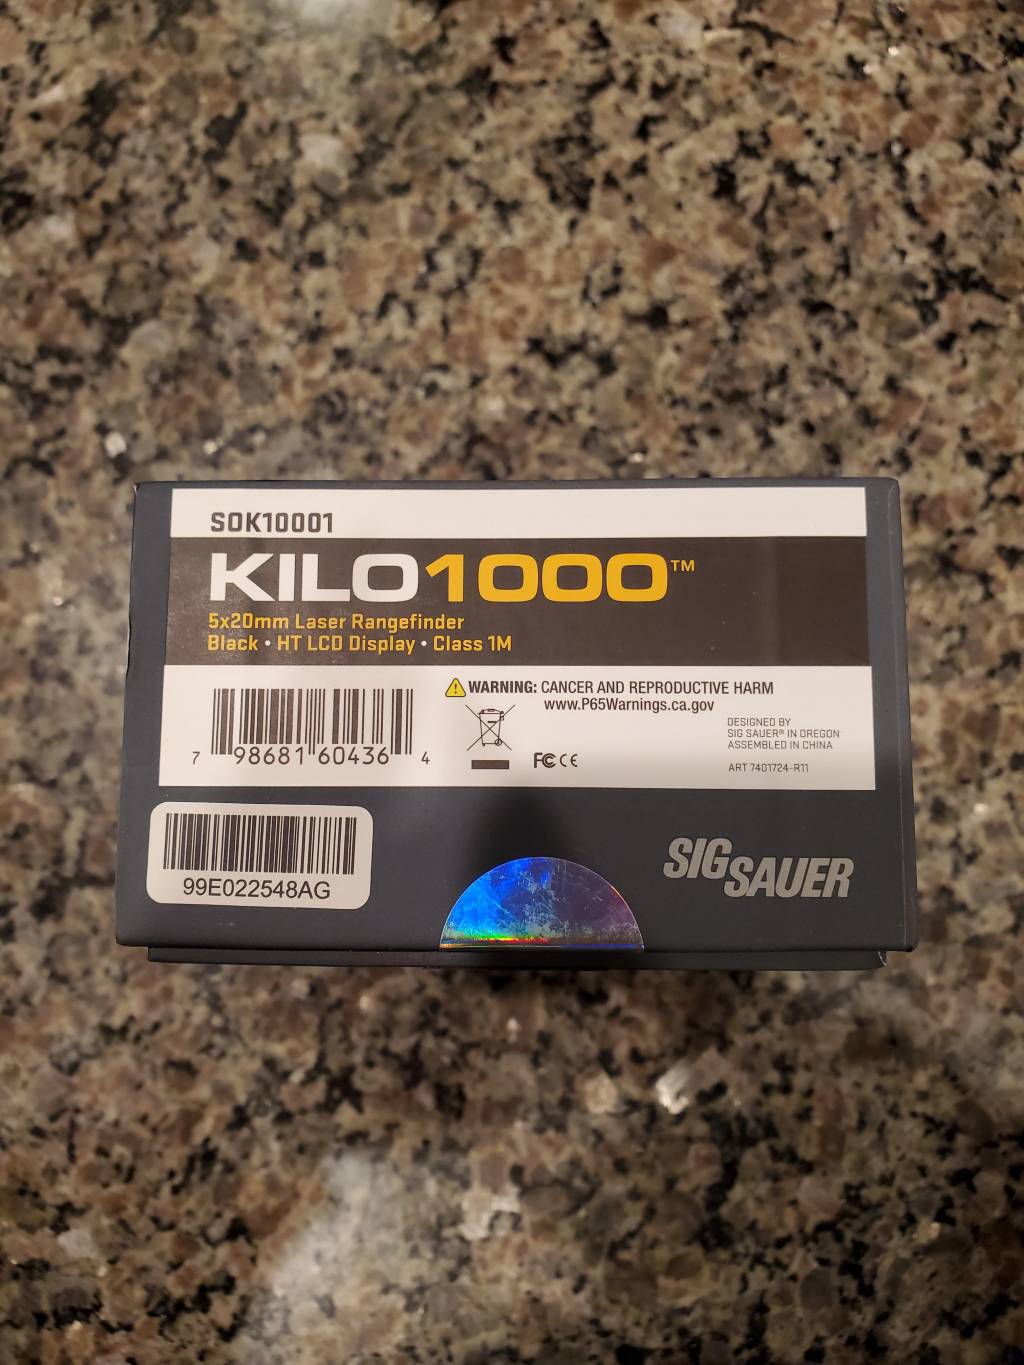 SOK10001
KILO1000™
5x20mm Laser Rangefinder
Black • HT LCD Display • Class 1M
WARNING: CANCER AND REPRODUCTIVE HARM
www.P65Warnings.ca.gov
DESIGNED BY
SIG SAUER® IN OREGON
ASSEMBLED IN CHINA
ART 7401724-R11
7 98681 60436 4
FC CE
99E022548AG
SIG SAUER